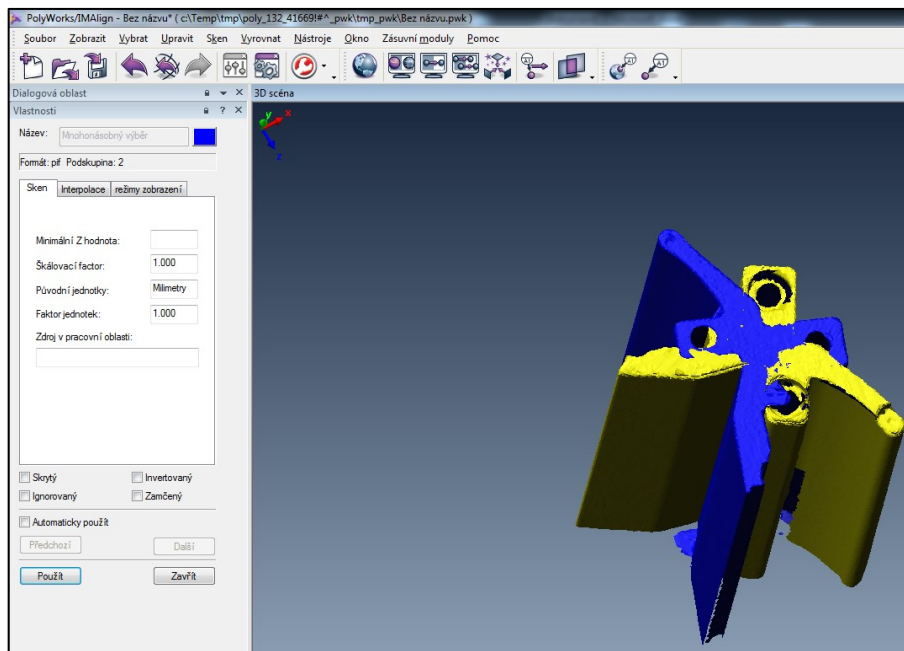 PolyWorks/IMAlign - Bez názvu* ( c:\Temp\tmp\poly_132_41669!#^_pwk\tmp_pwk\Bez názvu.pwk )
Soubor Zobrazit Vybrat Upravit Sken Vyrovnat Nástroje Okno Zásuvní moduly Pomoc
Dialogová oblast
3D scéna
Vlastnosti
y x
z
Název: Mnohonásobný výběr
Formát: pif Podskupina: 2
Sken Interpolace režimy zobrazení
Minimální Z hodnota:
Škálovací factor: 1.000
Původní jednotky: Milimetry
Faktor jednotek: 1.000
Zdroj v pracovní oblasti:
Skrytý Invertovaný
Ignorovaný Zamčený
Automaticky použít
Předchozí Další
Použít Zavřít